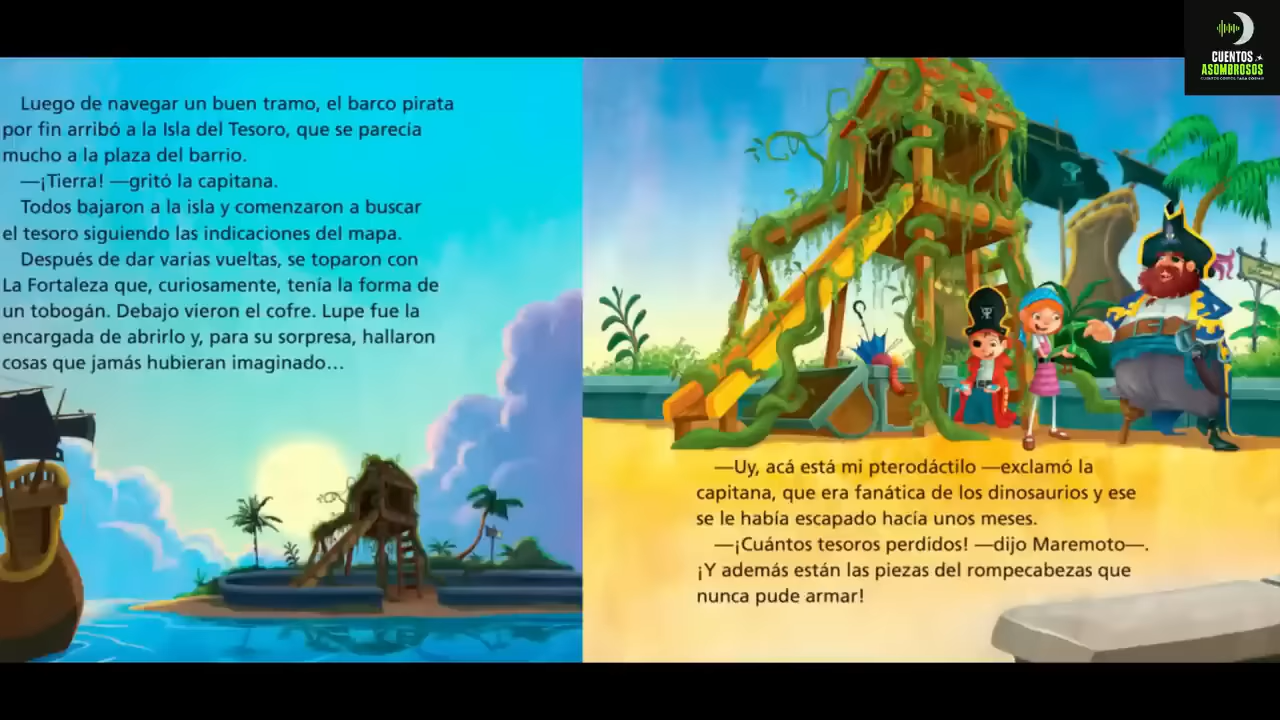 Luego de navegar un buen tramo, el barco pirata
por fin arribó a la Isla del Tesoro, que se parecía
mucho a la plaza del barrio.
—¡Tierra! —gritó la capitana.
Todos bajaron a la isla y comenzaron a buscar
el tesoro siguiendo las indicaciones del mapa.
Después de dar varias vueltas, se toparon con
La Fortaleza que, curiosamente, tenía la forma de
un tobogán. Debajo vieron el cofre. Lupe fue la
encargada de abrirlo y, para su sorpresa, hallaron
cosas que jamás hubieran imaginado...
—Uy, acá está mi pterodáctilo —exclamó la
capitana, que era fanática de los dinosaurios y ese
se le había escapado hacía unos meses.
—¡Cuántos tesoros perdidos! —dijo Maremoto—.
¡Y además están las piezas del rompecabezas que
nunca pude armar!
CUENTOS
ASOMBROSOS